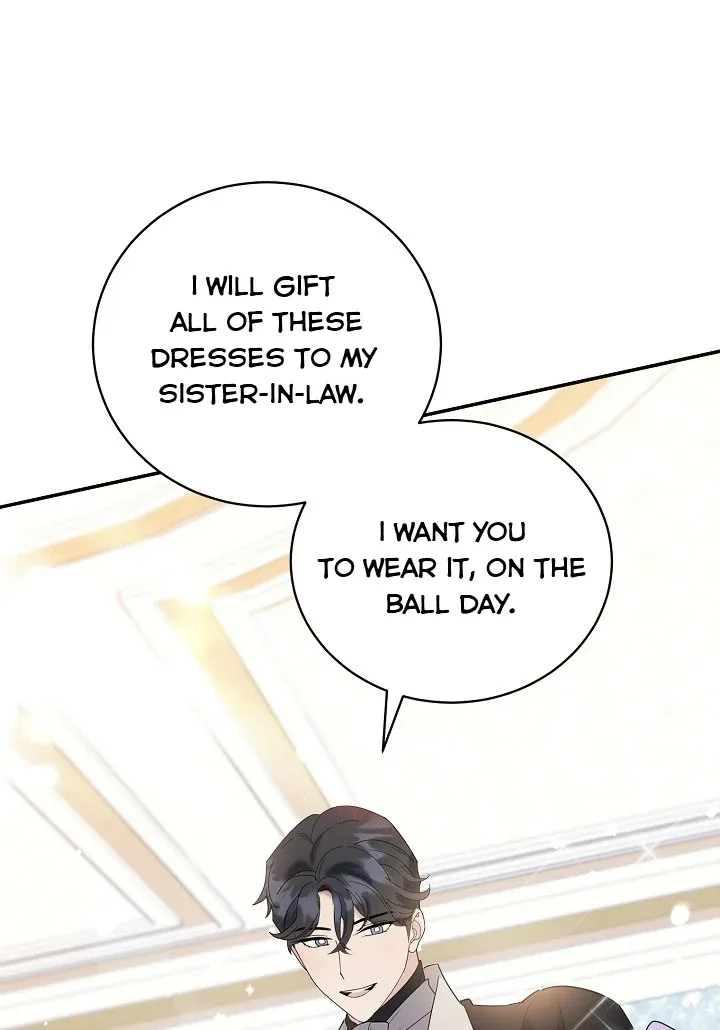 I WILL GIFT
ALL OF THESE
DRESSES TO MY
SISTER-IN-LAW.
I WANT YOU
TO WEAR IT, ON THE
BALL DAY.